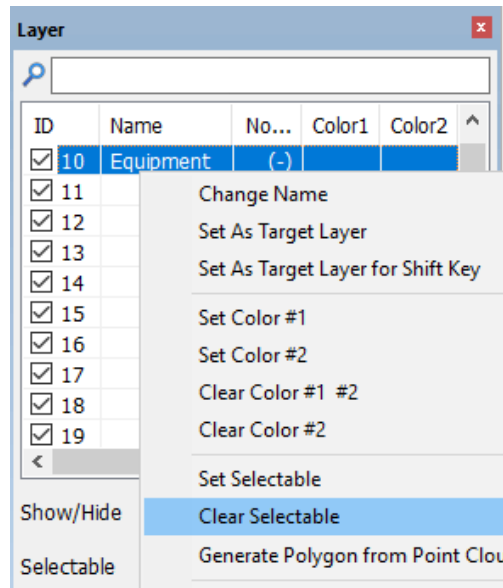 Layer
ID Name No... Color1 Color2
10 Equipment (-)
11
Change Name
12
Set As Target Layer
13
Set As Target Layer for Shift Key
14
15
Set Color #1
16
Set Color #2
17
Clear Color #1 #2
18
Clear Color #2
19
Set Selectable
Show/Hide
Clear Selectable
Selectable
Generate Polygon from Point Clou